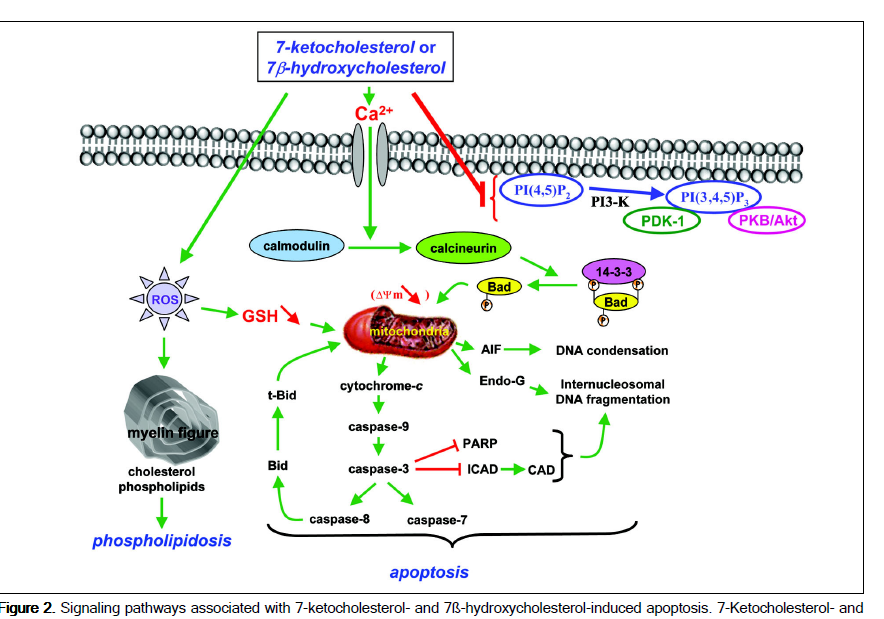 7-ketocholesterol or
7β-hydroxycholesterol
Ca2+
PI(4,5)P2
PI3-K
PI(3,4,5)P3
PDK-1
PKB/Akt
calmodulin
calcineurin
14-3-3
P
P
Bad
P
Bad
P
ROS
GSH
(ΔΨm )
mitochondria
AIF
DNA condensation
Endo-G
Internucleosomal
DNA fragmentation
cytochrome-c
t-Bid
myelin figure
caspase-9
PARP
Bid
caspase-3
ICAD
CAD
cholesterol
phospholipids
caspase-8
caspase-7
phospholipidosis
apoptosis
Figure 2. Signaling pathways associated with 7-ketocholesterol- and 7ß-hydroxycholesterol-induced apoptosis. 7-Ketocholesterol- and